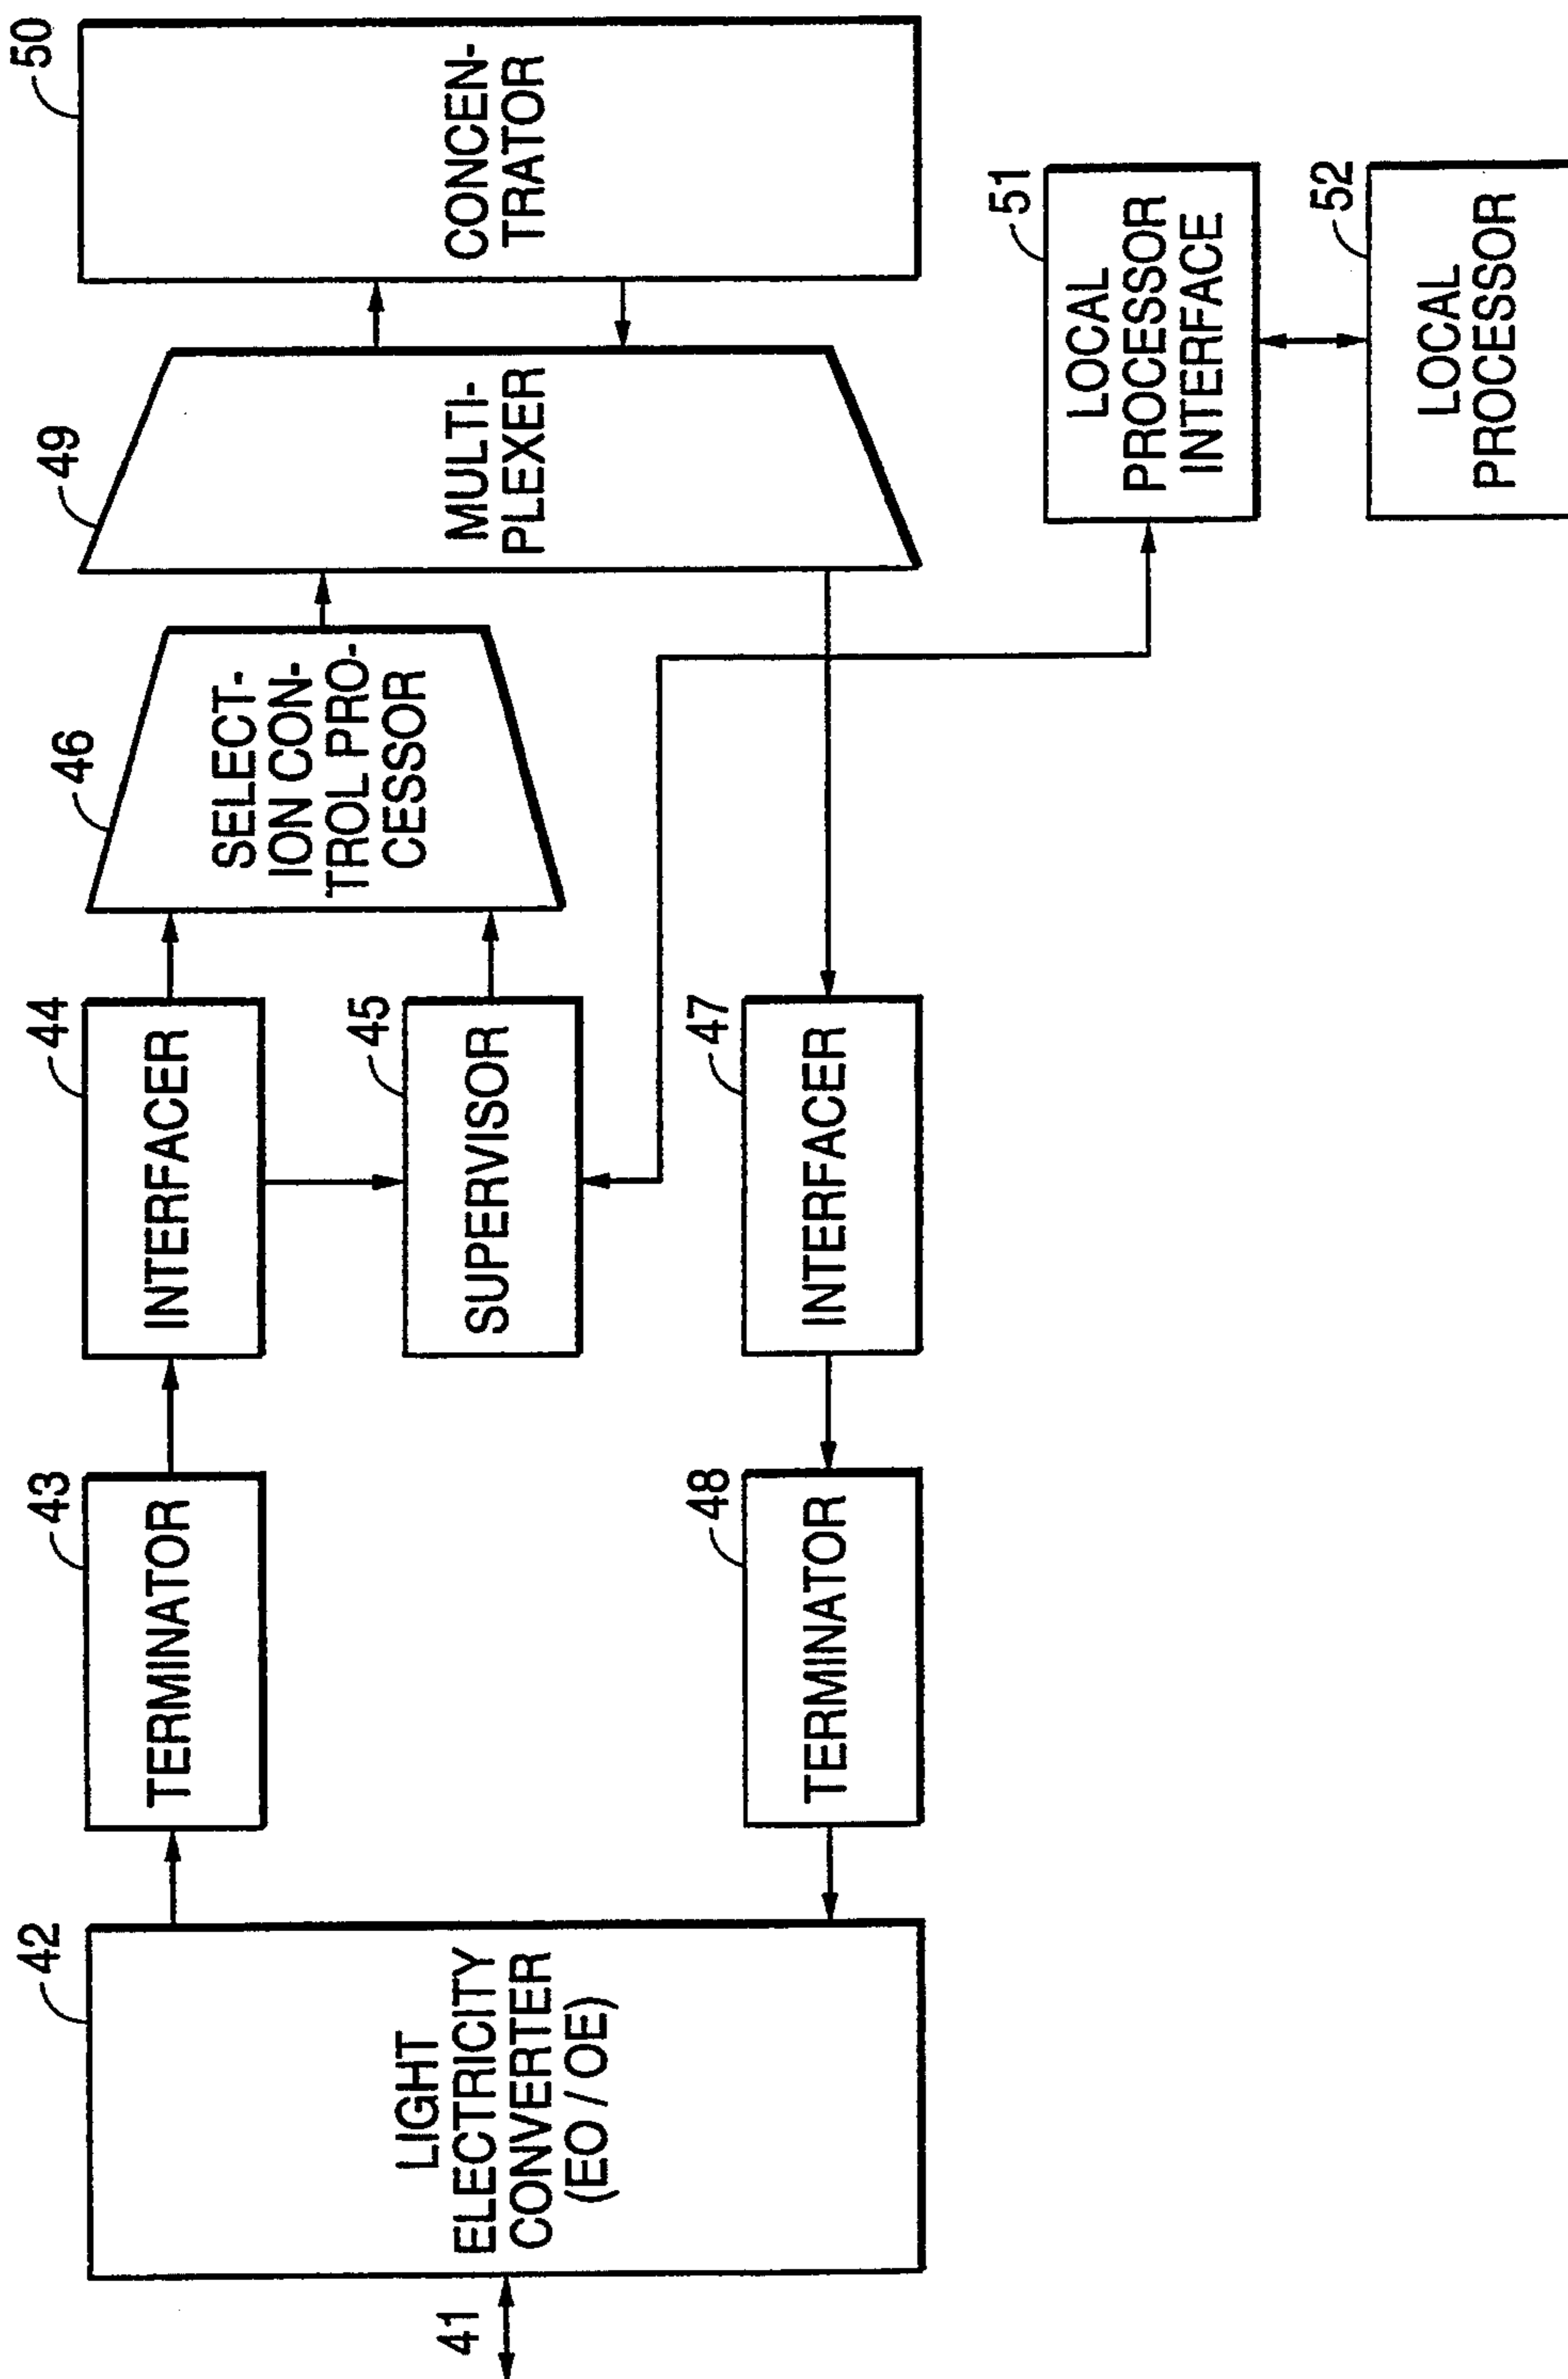 41
42
LIGHT
ELECTRICITY
CONVERTER
(EO / OE)
43
TERMINATOR
44
INTERFACER
45
SUPERVISOR
46
SELECT-
ION CON-
TROL PRO-
CESSOR
49
MULTI-
PLEXER
50
CONCEN-
TRATOR
48
TERMINATOR
47
INTERFACER
51
LOCAL
PROCESSOR
INTERFACE
52
LOCAL
PROCESSOR